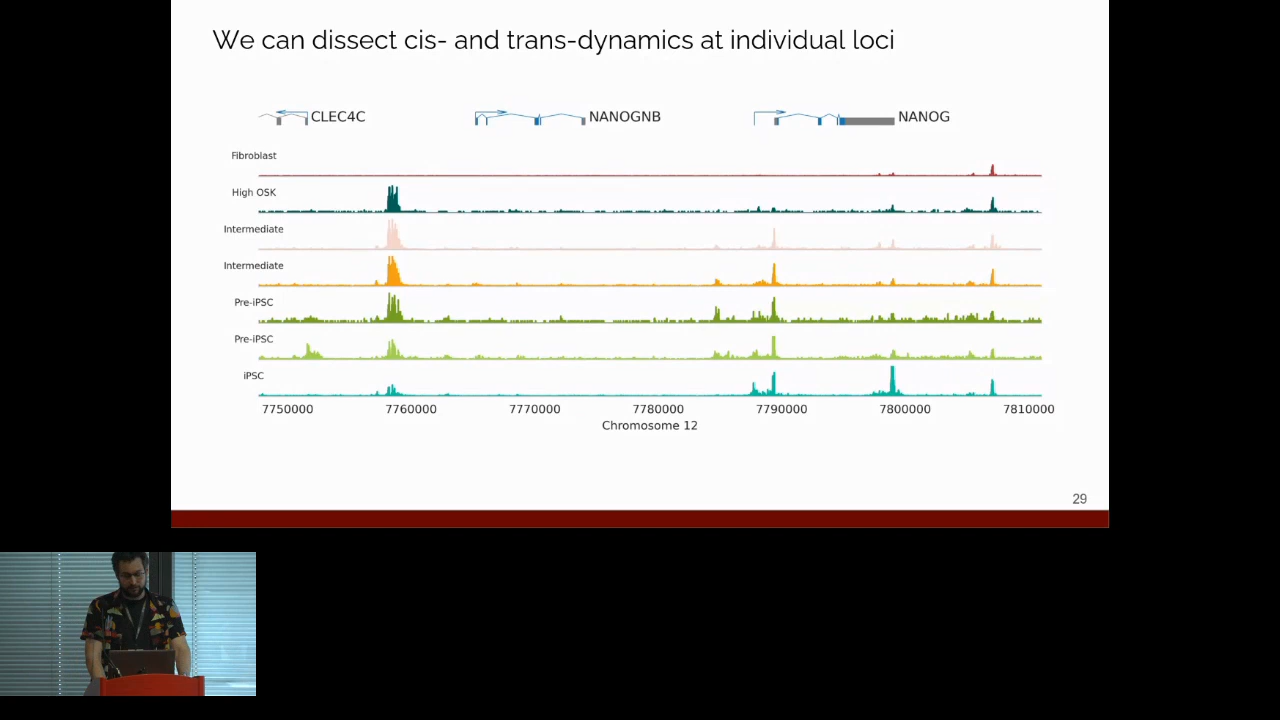 We can dissect cis- and trans-dynamics at individual loci
CLEC4C
NANOGNB
NANOG
Fibroblast
High OSK
Intermediate
Intermediate
Pre-iPSC
Pre-iPSC
iPSC
7750000 7760000 7770000 7780000 7790000 7800000 7810000
Chromosome 12
29